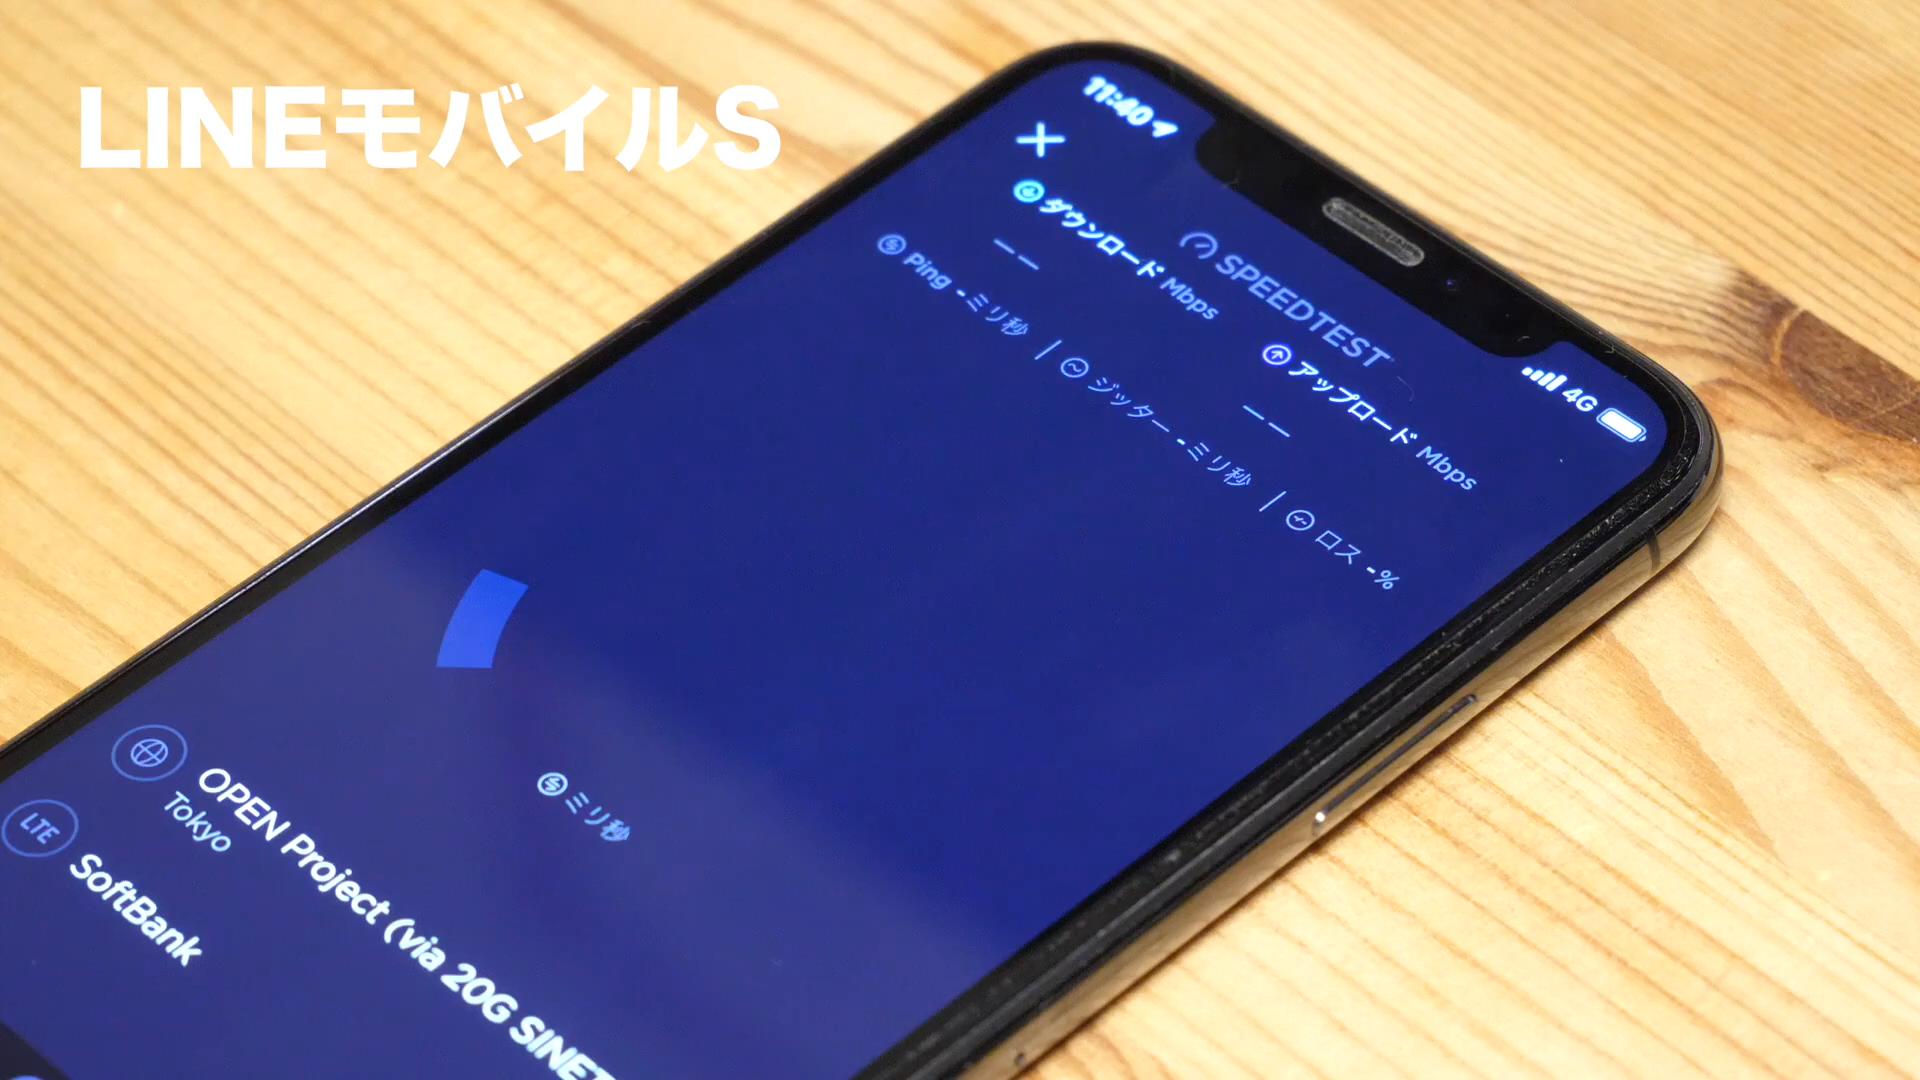 LINEモバイルS
11:40
4G
SPEEDTEST
ダウンロード Mbps
アップロード Mbps
Ping - ミリ秒 | ジッター - ミリ秒 | ロス - %
ミリ秒
OPEN Project (via 20G SINET
Tokyo
LTE
SoftBank